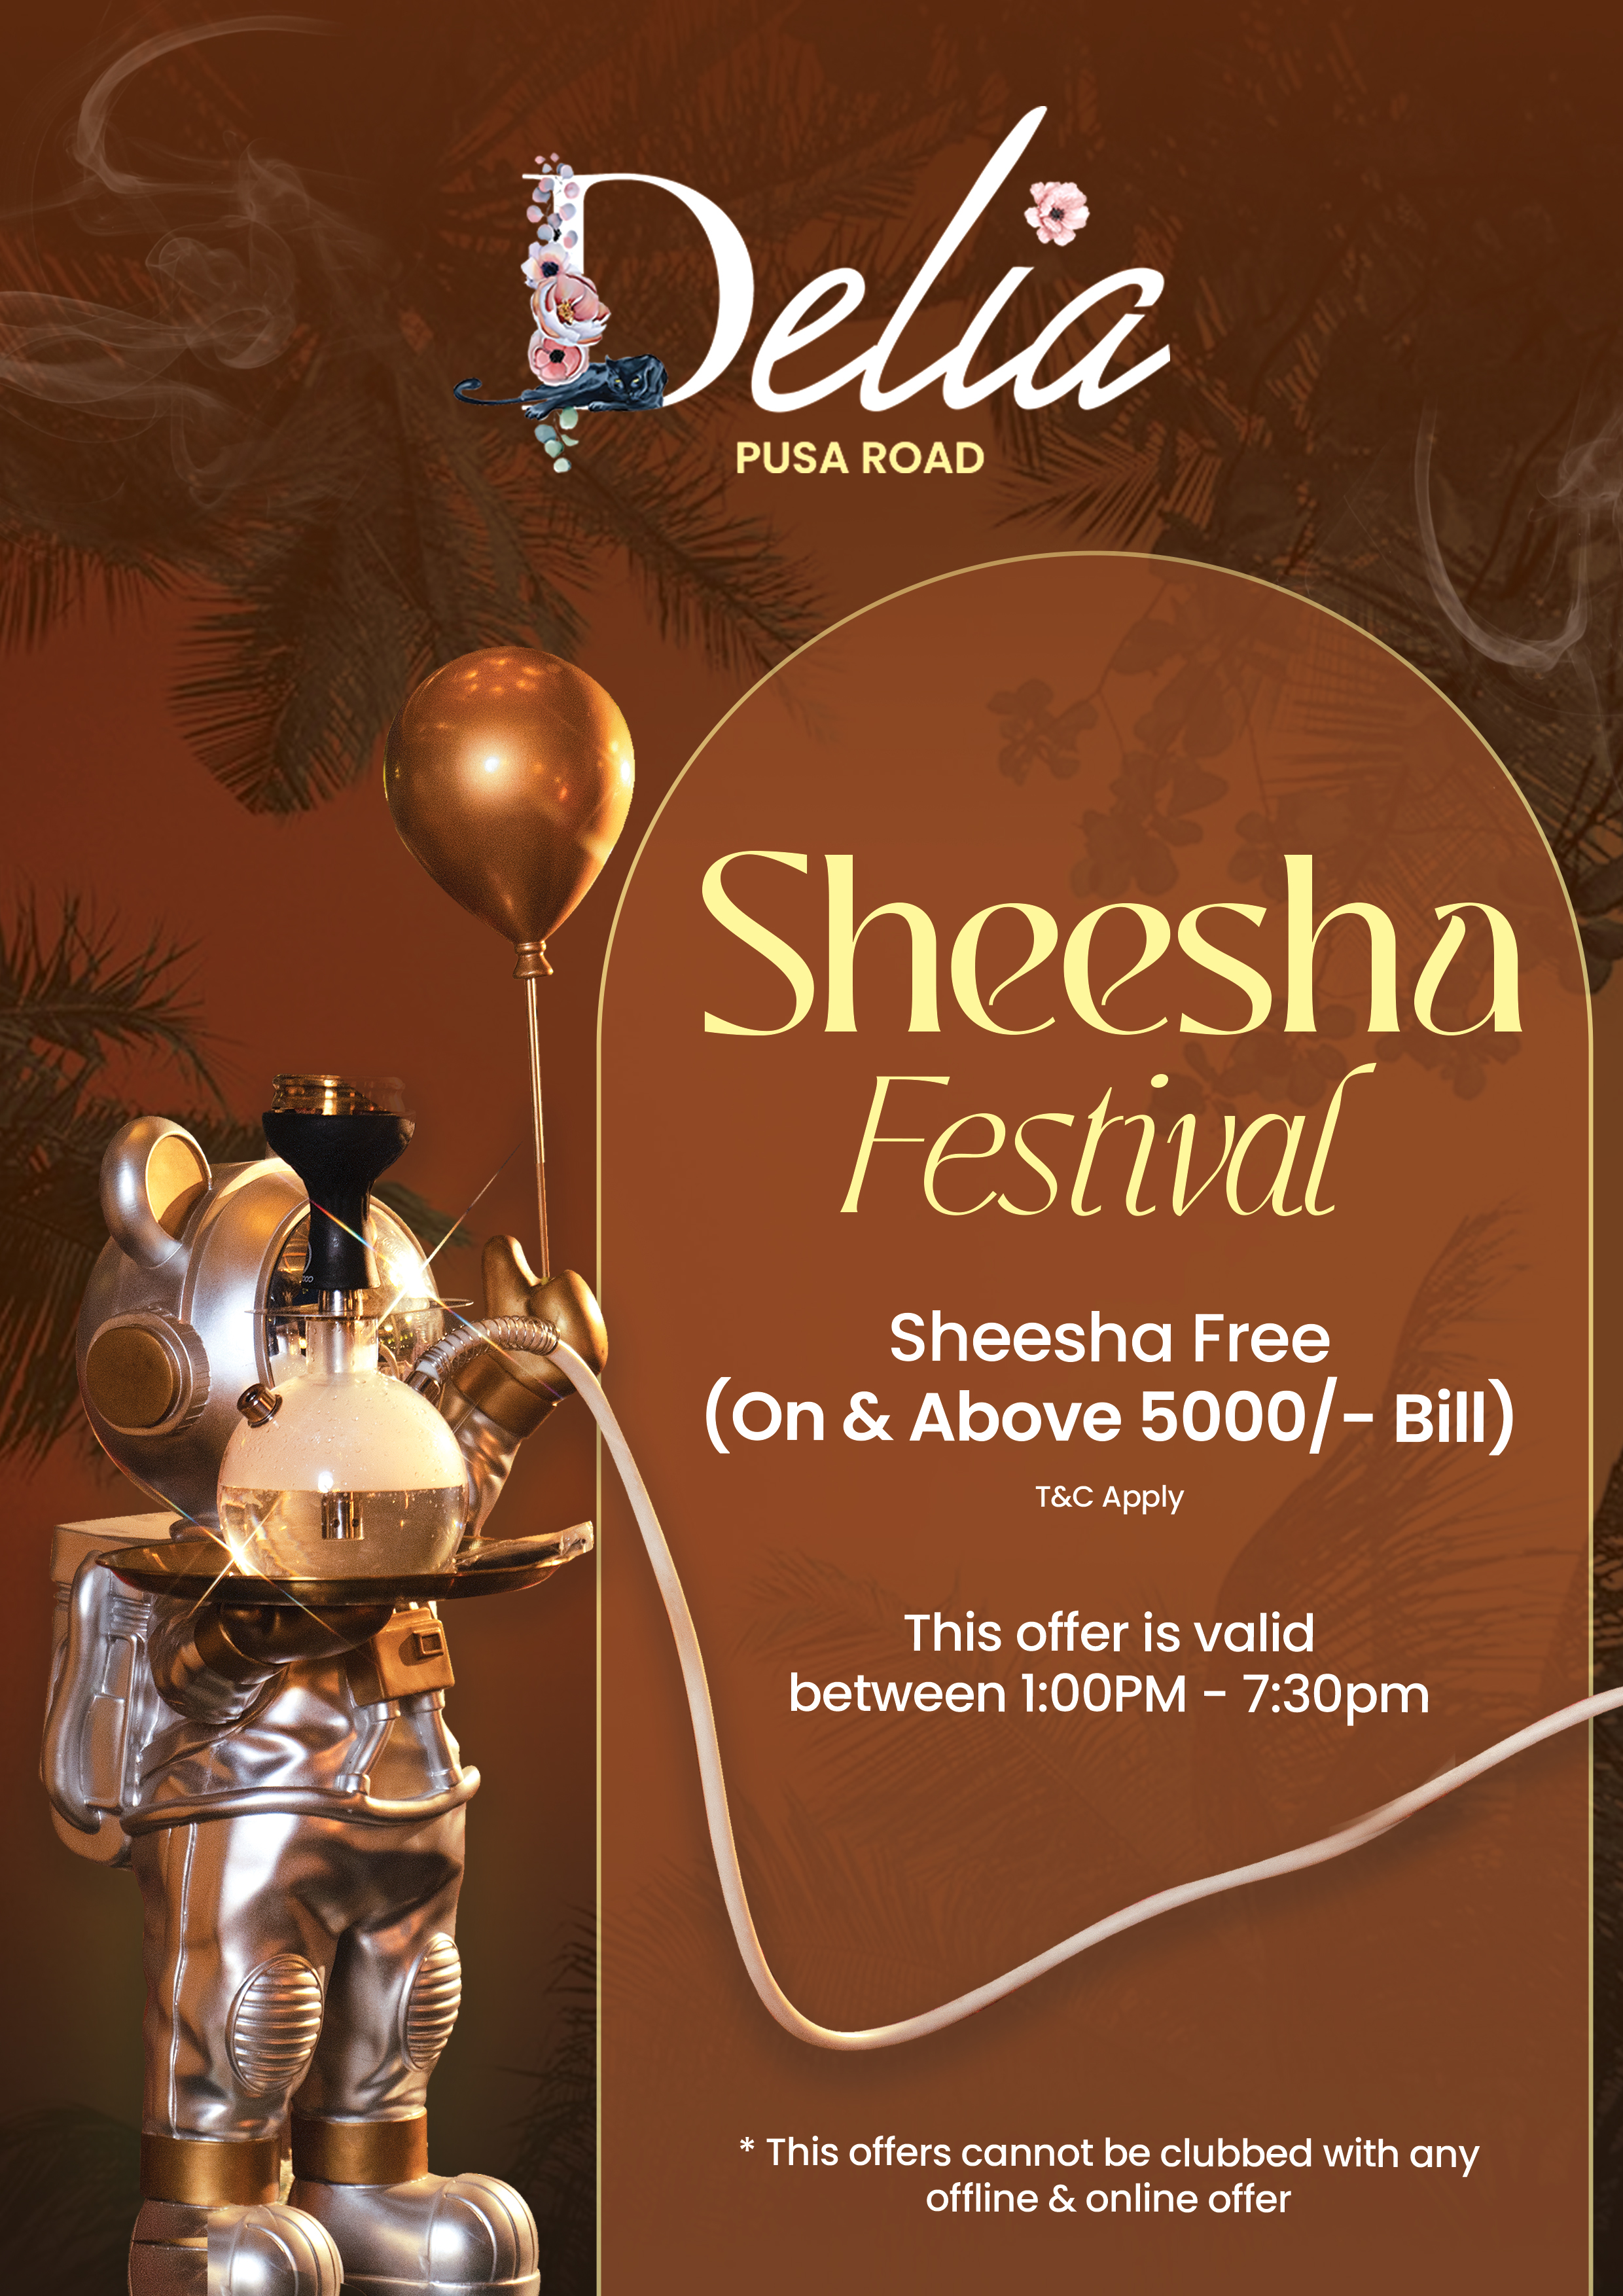 Delia
PUSA ROAD
Sheesha
Festival
Sheesha Free
(On & Above 5000/- Bill)
T&C Apply
This offer is valid
between 1:00PM - 7:30pm
* This offers cannot be clubbed with any
offline & online offer